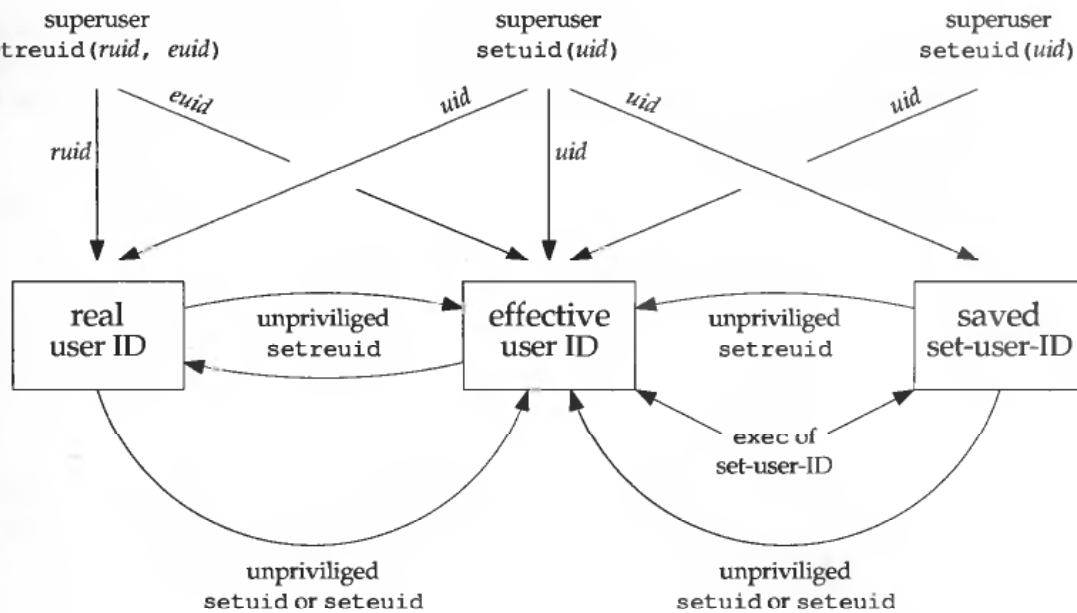 superuser
treuid(ruid, euid)
superuser
setuid(uid)
superuser
seteuid(uid)
euid
uid
uid
uid
ruid
uid
real
user ID
unpriviliged
setreuid
effective
user ID
unpriviliged
setreuid
saved
set-user-ID
exec of
set-user-ID
unpriviliged
setuid or seteuid
unpriviliged
setuid or seteuid